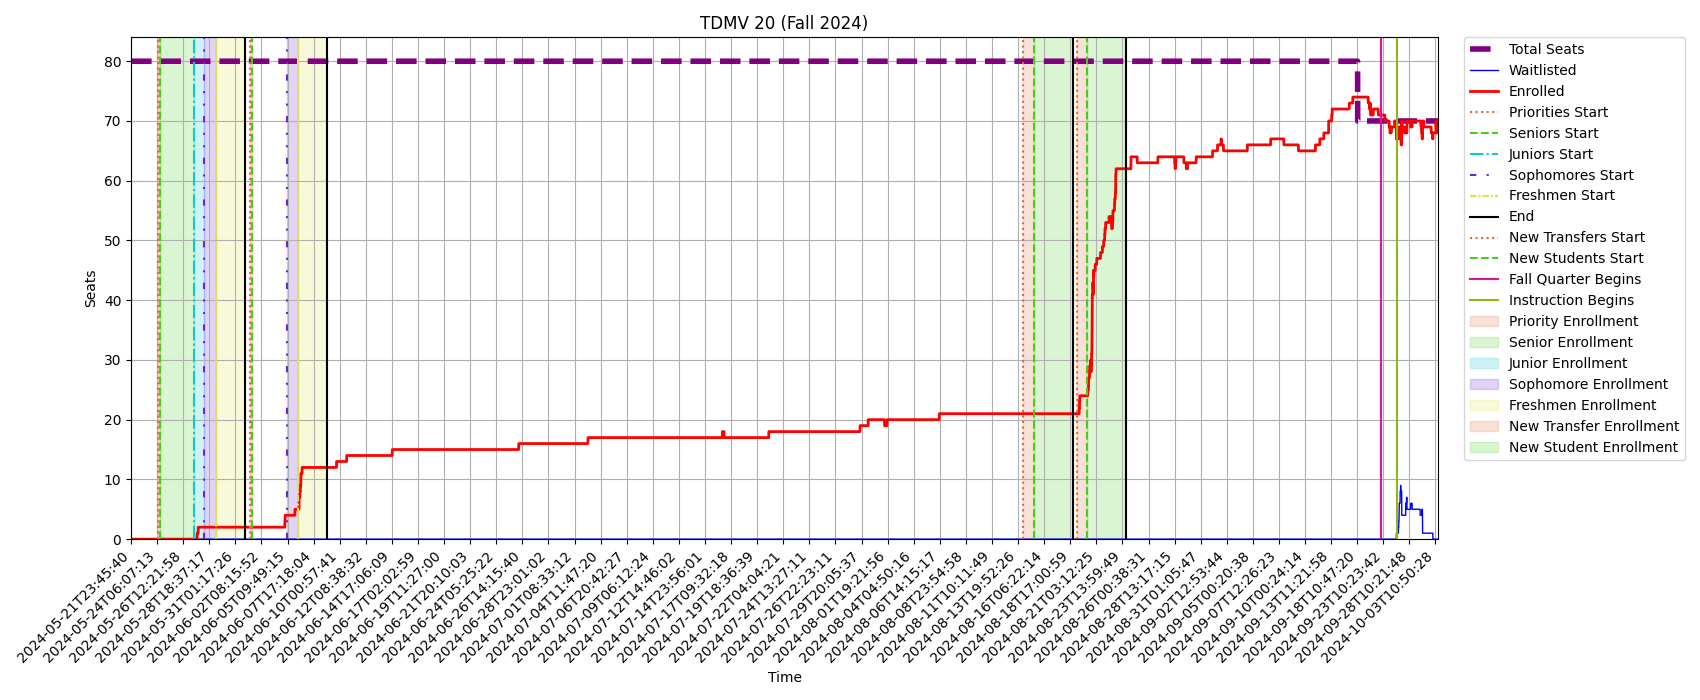 TDMV 20 (Fall 2024)
Seats
80
70
60
50
40
30
20
10
0
2024-05-21T23:45:40
2024-05-24T06:07:13
2024-05-26T12:21:58
2024-05-28T18:37:17
2024-05-31T01:17:26
2024-06-02T08:15:52
2024-06-05T09:49:15
2024-06-07T17:18:04
2024-06-10T00:57:41
2024-06-12T08:38:32
2024-06-14T17:06:09
2024-06-17T02:02:59
2024-06-19T11:27:00
2024-06-21T20:10:03
2024-06-24T05:25:22
2024-06-26T14:15:40
2024-06-28T23:01:02
2024-07-01T08:33:12
2024-07-04T11:47:20
2024-07-06T20:42:27
2024-07-09T06:12:24
2024-07-12T14:46:02
2024-07-14T23:56:01
2024-07-17T09:32:18
2024-07-19T18:36:39
2024-07-22T04:04:21
2024-07-24T13:27:11
2024-07-26T22:23:11
2024-07-29T20:05:37
2024-08-01T19:21:56
2024-08-04T04:50:16
2024-08-06T14:15:17
2024-08-08T23:54:58
2024-08-11T10:11:49
2024-08-13T19:52:26
2024-08-16T06:22:14
2024-08-18T17:00:59
2024-08-21T03:12:25
2024-08-23T13:59:49
2024-08-26T00:38:31
2024-08-28T13:17:15
2024-08-31T01:05:47
2024-09-02T12:53:44
2024-09-05T00:20:38
2024-09-07T12:26:23
2024-09-10T00:24:14
2024-09-13T11:21:58
2024-09-18T10:47:20
2024-09-23T10:23:42
2024-09-28T10:21:48
2024-10-03T10:50:28
Time
Total Seats
Waitlisted
Enrolled
Priorities Start
Seniors Start
Juniors Start
Sophomores Start
Freshmen Start
End
New Transfers Start
New Students Start
Fall Quarter Begins
Instruction Begins
Priority Enrollment
Senior Enrollment
Junior Enrollment
Sophomore Enrollment
Freshmen Enrollment
New Transfer Enrollment
New Student Enrollment